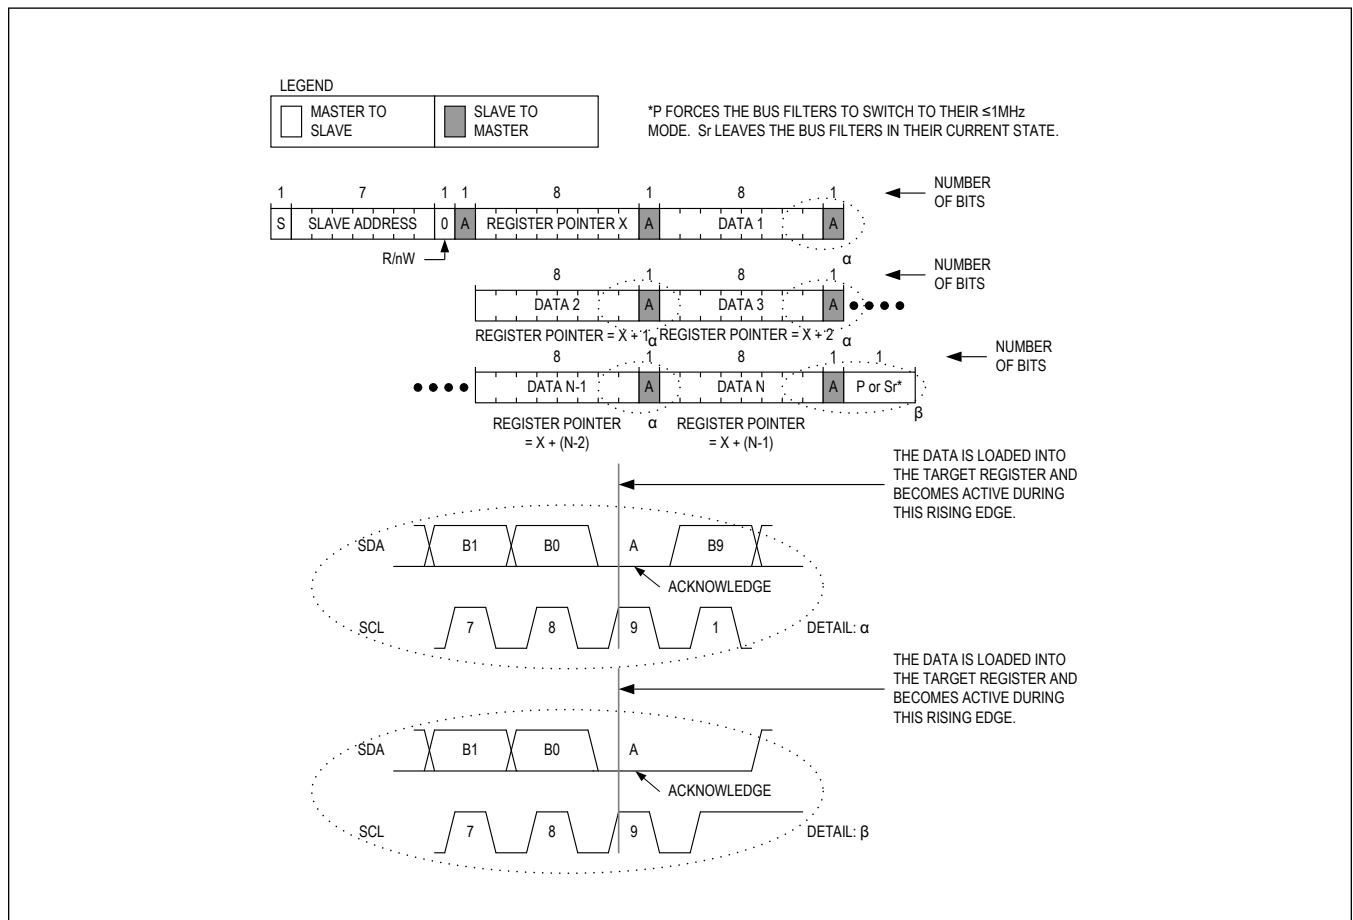 LEGEND
MASTER TO
SLAVE
SLAVE TO
MASTER
*P FORCES THE BUS FILTERS TO SWITCH TO THEIR ≤1MHz
MODE. Sr LEAVES THE BUS FILTERS IN THEIR CURRENT STATE.
1 7 1 1 8 1 8 1
NUMBER
OF BITS
S SLAVE ADDRESS 0 A REGISTER POINTER X A DATA 1 A
R/nW
α
8 1 8 1
NUMBER
OF BITS
DATA 2 A DATA 3 A
REGISTER POINTER = X + 1 α REGISTER POINTER = X + 2 α
8 1 8 1 1
NUMBER
OF BITS
DATA N-1 A DATA N A P or Sr*
β
REGISTER POINTER
= X + (N-2)
α
REGISTER POINTER
= X + (N-1)
THE DATA IS LOADED INTO
THE TARGET REGISTER AND
BECOMES ACTIVE DURING
THIS RISING EDGE.
SDA B1 B0 A B9
ACKNOWLEDGE
SCL 7 8 9 1
DETAIL: α
THE DATA IS LOADED INTO
THE TARGET REGISTER AND
BECOMES ACTIVE DURING
THIS RISING EDGE.
SDA B1 B0 A
ACKNOWLEDGE
SCL 7 8 9
DETAIL: β